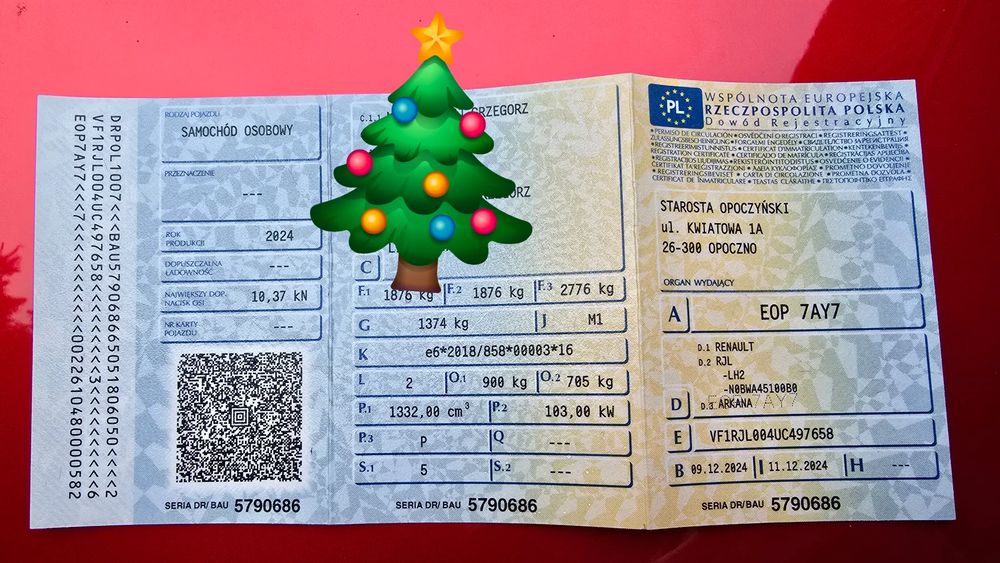 DRPOL1007<<BAU5790686650518060500<<<2
VF1RJL004UC497658<<<<<<<<<<<3<<<<<<<6
EOP7AY7<<<7<<<<<<<<<<00226104800000582
RODZAJ POJAZDU
SAMOCHÓD OSOBOWY
PRZEZNACZENIE
---
ROK PRODUKCJI 2024
DOPUSZCZALNA ŁADOWNOŚĆ ---
NAJWIĘKSZY DOP. NACISK OSI 10,37 kN
NR KARTY POJAZDU ---
SERIA DR/BAU 5790686
C.1.1 GRZEGORZ
C
F.1 1876 kg F.2 1876 kg F.3 2776 kg
G 1374 kg J M1
K e6*2018/858*00003*16
L 2 O.1 900 kg O.2 705 kg
P.1 1332,00 cm³ P.2 103,00 kW
P.3 P Q ---
S.1 5 S.2 ---
SERIA DR/BAU 5790686
PL
WSPÓLNOTA EUROPEJSKA
RZECZPOSPOLITA POLSKA
Dowód Rejestracyjny
STAROSTA OPOCZYŃSKI
ul. KWIATOWA 1A
26-300 OPOCZNO
ORGAN WYDAJĄCY
A EOP 7AY7
D.1 RENAULT
D.2 RJL
-LH2
-N0BWA45100B0
D D.3 ARKANA
E VF1RJL004UC497658
B 09.12.2024 I 11.12.2024 H ---
SERIA DR/BAU 5790686